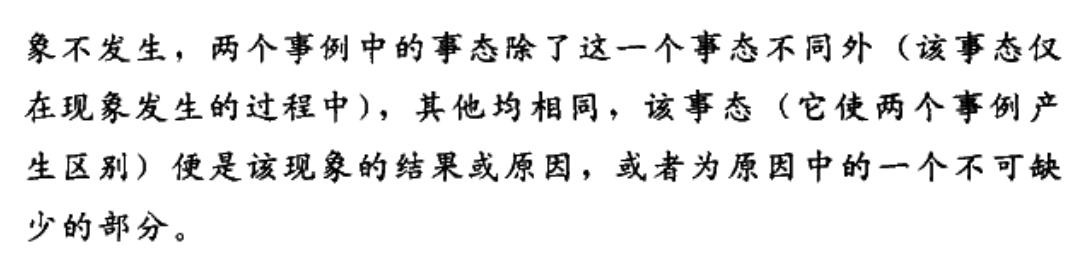 象不发生，两个事例中的事态除了这一个事态不同外（该事态仅
在现象发生的过程中），其他均相同，该事态（它使两个事例产
生区别）便是该现象的结果或原因，或者为原因中的一个不可缺
少的部分。